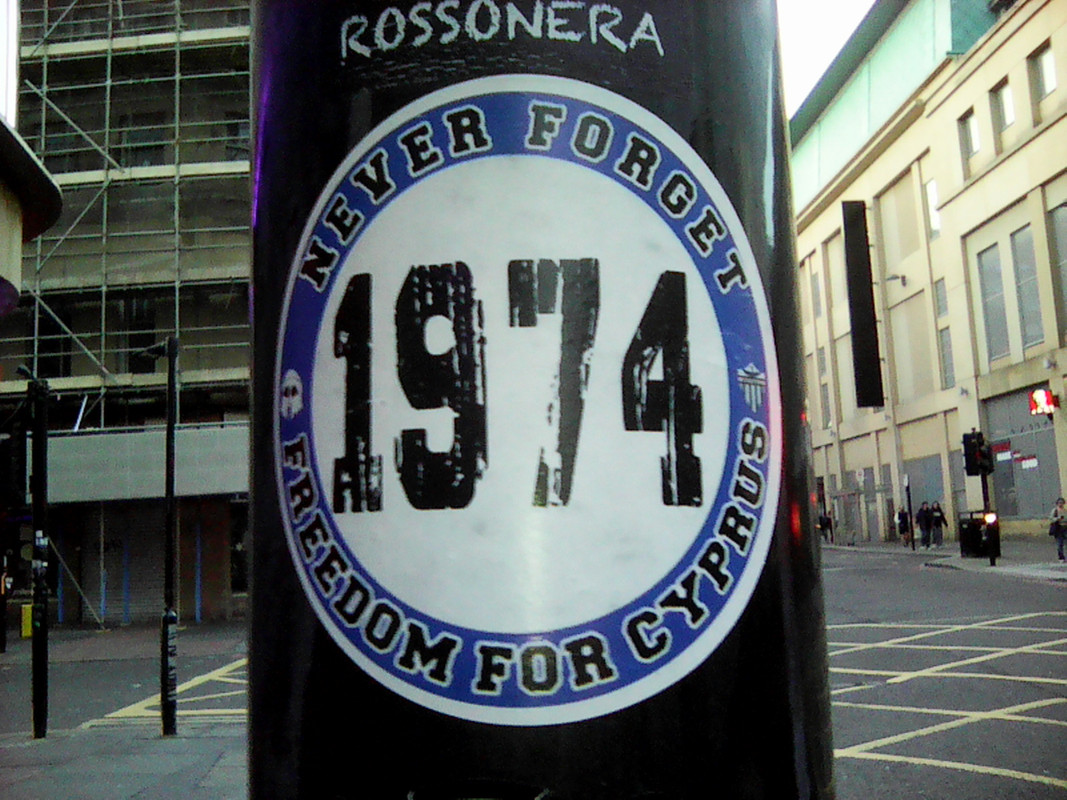 ROSSONERA
NEVER FORGET
1974
FREEDOM FOR CYPRUS